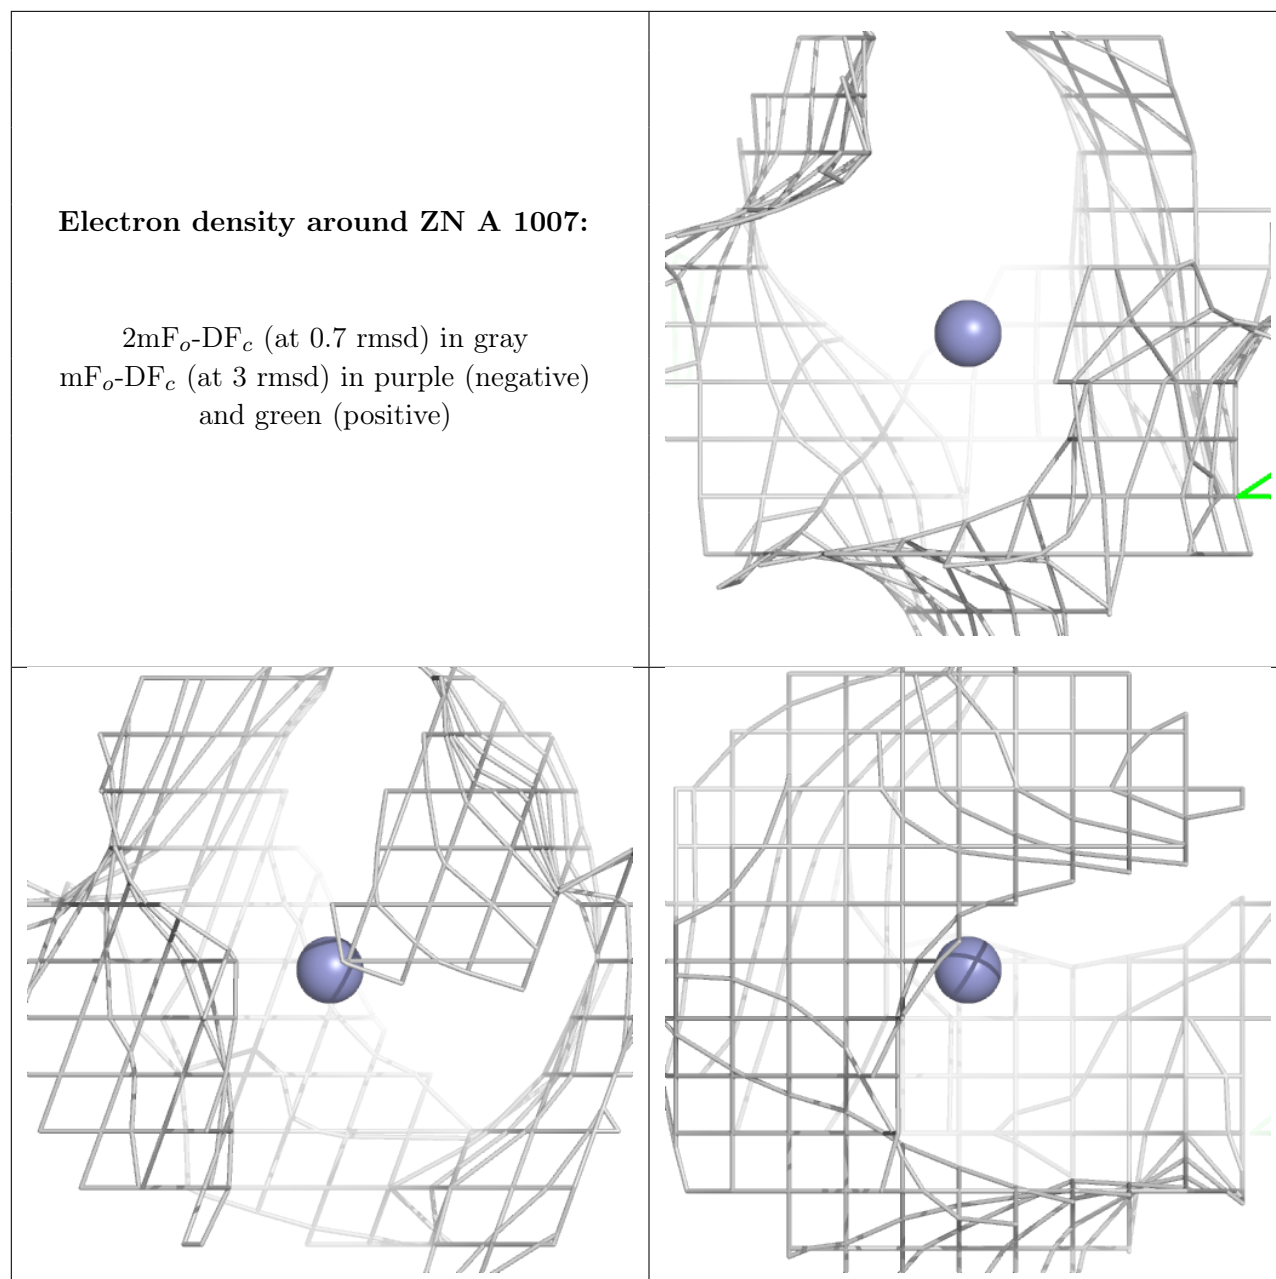 Electron density around ZN A 1007:
2mFo-DFc (at 0.7 rmsd) in gray
mFo-DFc (at 3 rmsd) in purple (negative)
and green (positive)